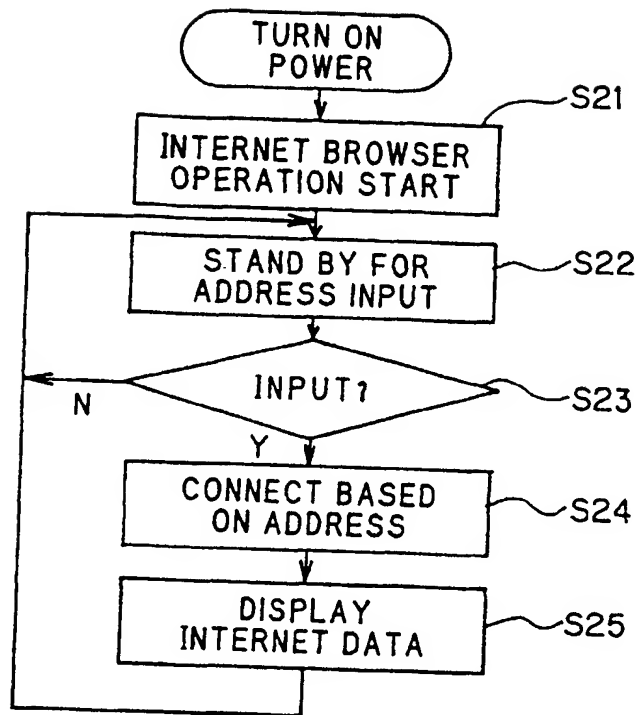 TURN ON
POWER
S21
INTERNET BROWSER
OPERATION START
S22
STAND BY FOR
ADDRESS INPUT
INPUT?
S23
N
Y
CONNECT BASED
ON ADDRESS
S24
DISPLAY
INTERNET DATA
S25